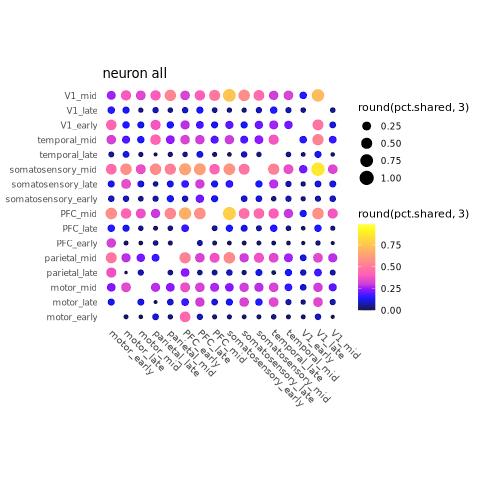 neuron all
V1_mid
V1_late
V1_early
temporal_mid
temporal_late
somatosensory_mid
somatosensory_late
somatosensory_early
PFC_mid
PFC_late
PFC_early
parietal_mid
parietal_late
motor_mid
motor_late
motor_early
motor_early
motor_late
motor_mid
parietal_late
parietal_mid
PFC_early
PFC_late
PFC_mid
somatosensory_early
somatosensory_late
somatosensory_mid
temporal_late
temporal_mid
V1_early
V1_late
V1_mid
round(pct.shared, 3)
0.25
0.50
0.75
1.00
round(pct.shared, 3)
0.75
0.50
0.25
0.00